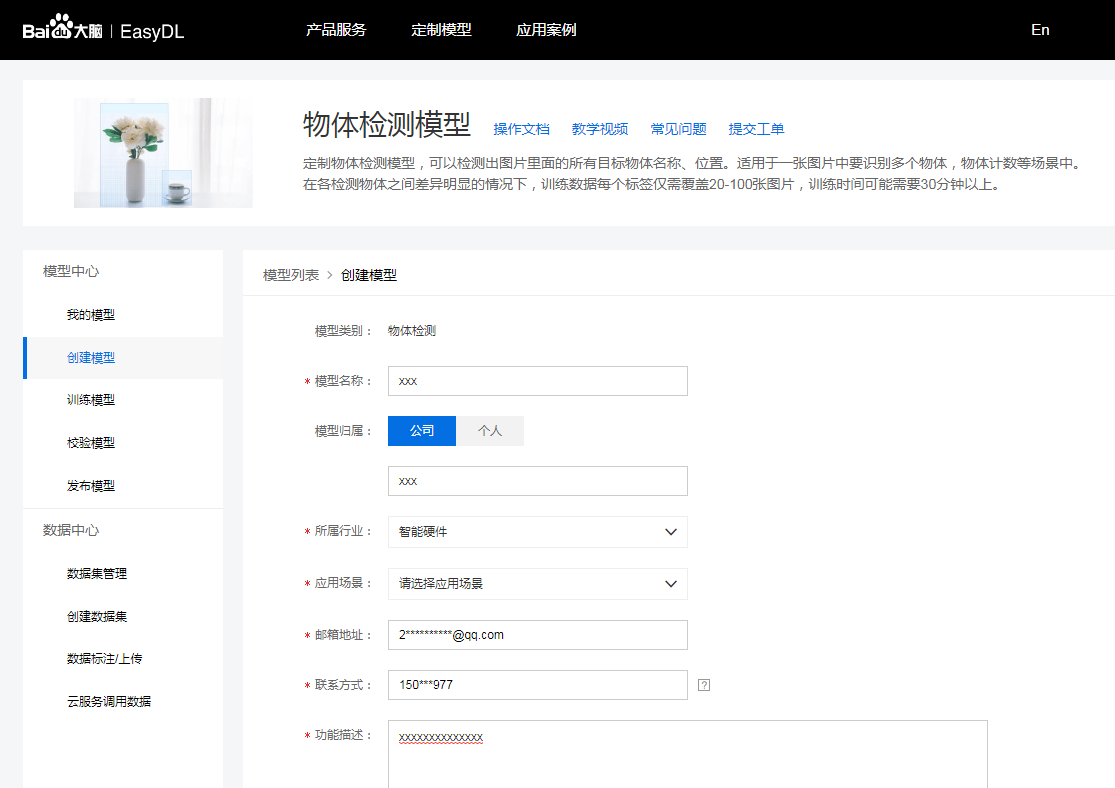 Baidu大脑 | EasyDL 产品服务 定制模型 应用案例 En
物体检测模型 操作文档 教学视频 常见问题 提交工单
定制物体检测模型，可以检测出图片里面的所有目标物体名称、位置。适用于一张图片中要识别多个物体，物体计数等场景中。
在各检测物体之间差异明显的情况下，训练数据每个标签仅需覆盖20-100张图片，训练时间可能需要30分钟以上。
模型中心
我的模型
创建模型
训练模型
校验模型
发布模型
数据中心
数据集管理
创建数据集
数据标注/上传
云服务调用数据
模型列表 > 创建模型
模型类别： 物体检测
* 模型名称： xxx
模型归属： 公司 个人
xxx
* 所属行业： 智能硬件
* 应用场景： 请选择应用场景
* 邮箱地址： 2**********@qq.com
* 联系方式： 150***977 ?
* 功能描述： xxxxxxxxxxxxxx